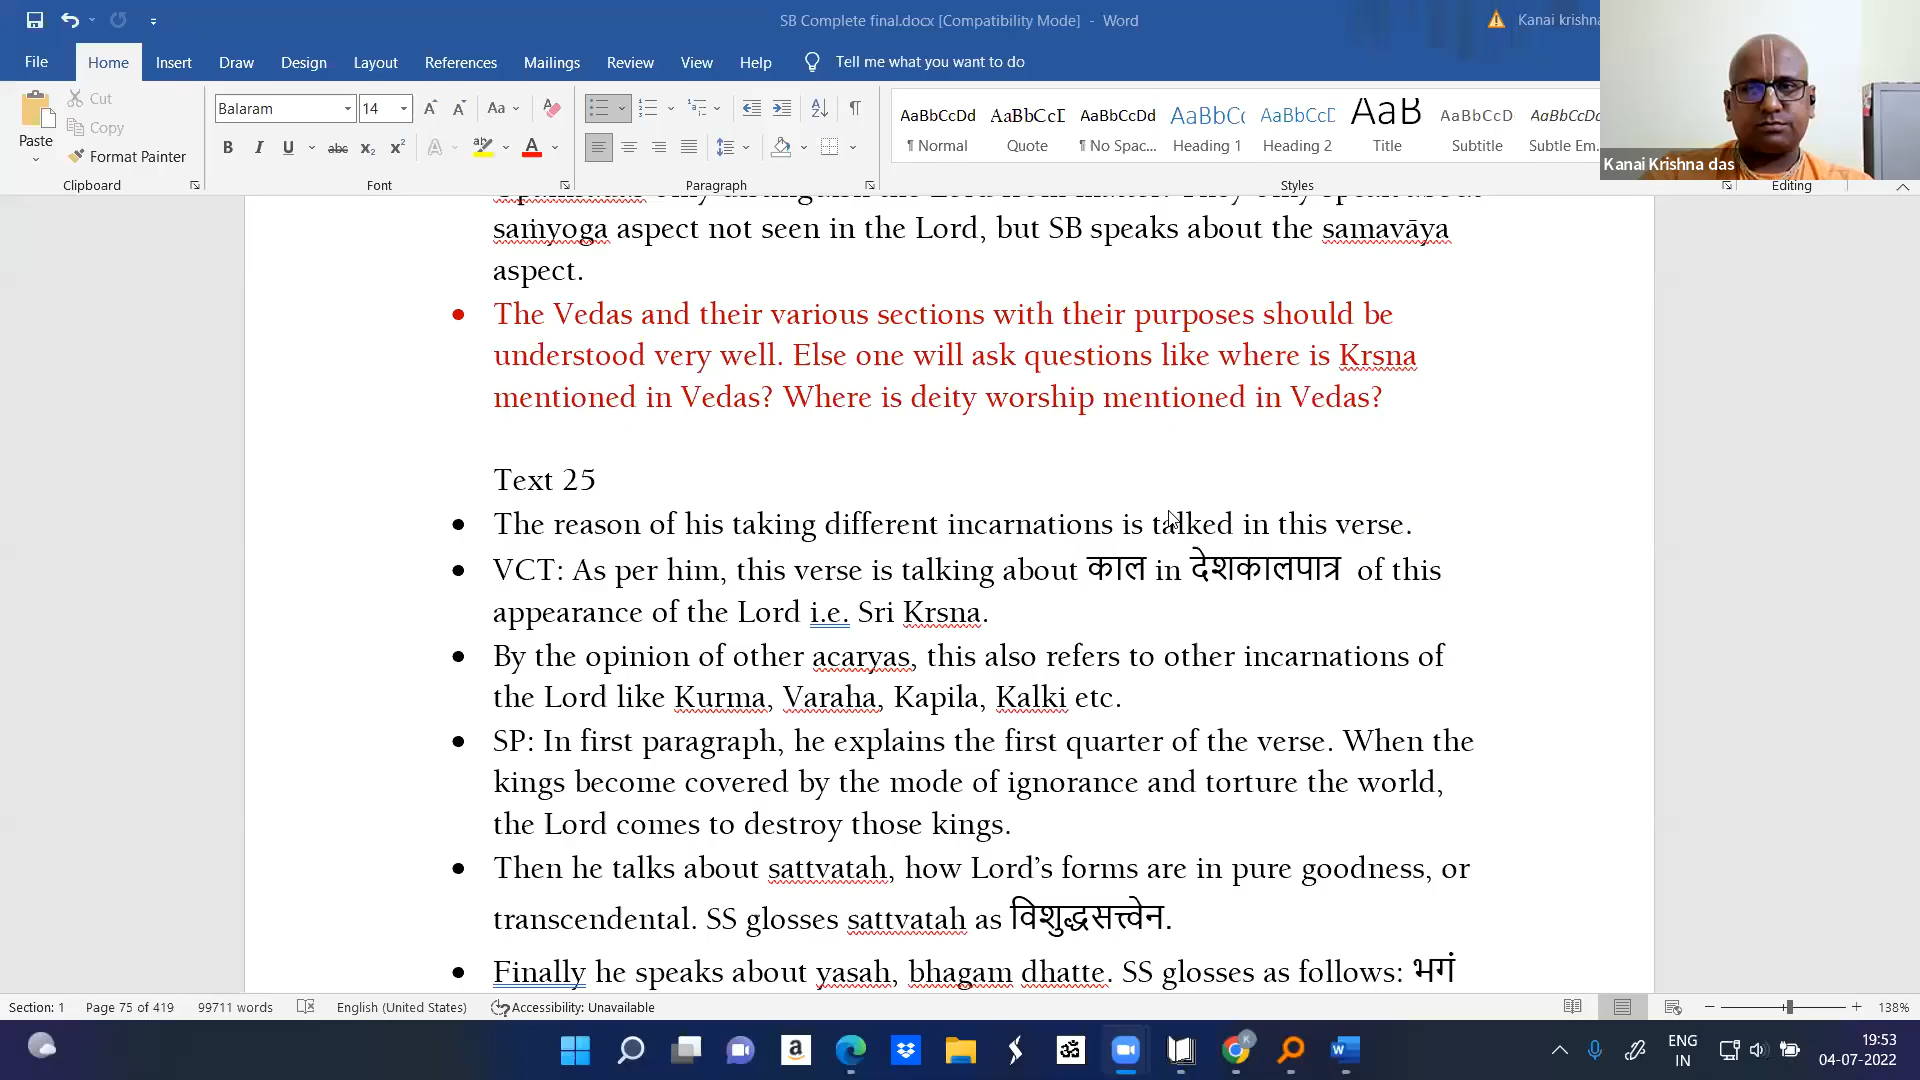 SB Complete final.docx [Compatibility Mode] - Word
Kanai krishna
File Home Insert Draw Design Layout References Mailings Review View Help Tell me what you want to do
Paste
Cut
Copy
Format Painter
Clipboard
Balaram 14
Font
Paragraph
AaBbCcDd ¶ Normal
AaBbCcI Quote
AaBbCcDd ¶ No Spac...
AaBbCc Heading 1
AaBbCcD Heading 2
AaB Title
AaBbCcD Subtitle
AaBbCcDd Subtle Em...
Styles
Editing
Kanai Krishna das
only distinguish the Lord from matter. They only speak about
saṁyoga aspect not seen in the Lord, but SB speaks about the samavāya
aspect.
• The Vedas and their various sections with their purposes should be
understood very well. Else one will ask questions like where is Krsna
mentioned in Vedas? Where is deity worship mentioned in Vedas?
Text 25
• The reason of his taking different incarnations is talked in this verse.
• VCT: As per him, this verse is talking about काल in देशकालपात्र of this
appearance of the Lord i.e. Sri Krsna.
• By the opinion of other acaryas, this also refers to other incarnations of
the Lord like Kurma, Varaha, Kapila, Kalki etc.
• SP: In first paragraph, he explains the first quarter of the verse. When the
kings become covered by the mode of ignorance and torture the world,
the Lord comes to destroy those kings.
• Then he talks about sattvatah, how Lord's forms are in pure goodness, or
transcendental. SS glosses sattvatah as विशुद्धसत्त्वेन.
• Finally he speaks about yasah, bhagam dhatte. SS glosses as follows: भगं
Section: 1 Page 75 of 419 99711 words English (United States) Accessibility: Unavailable 138%
ENG
IN
19:53
04-07-2022